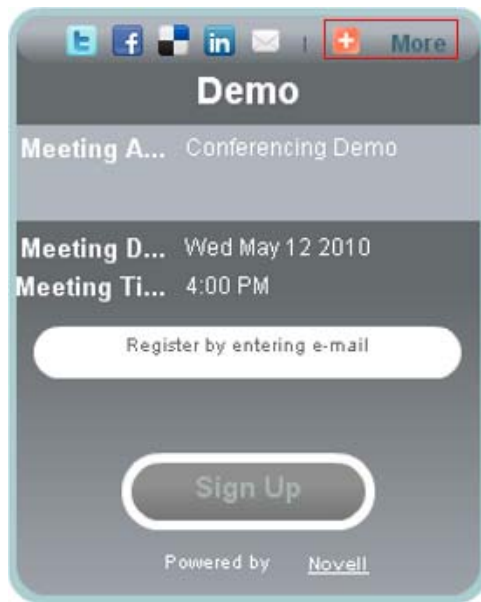 | More
Demo
Meeting A... Conferencing Demo
Meeting D... Wed May 12 2010
Meeting Ti... 4:00 PM
Register by entering e-mail
Sign Up
Powered by Novell